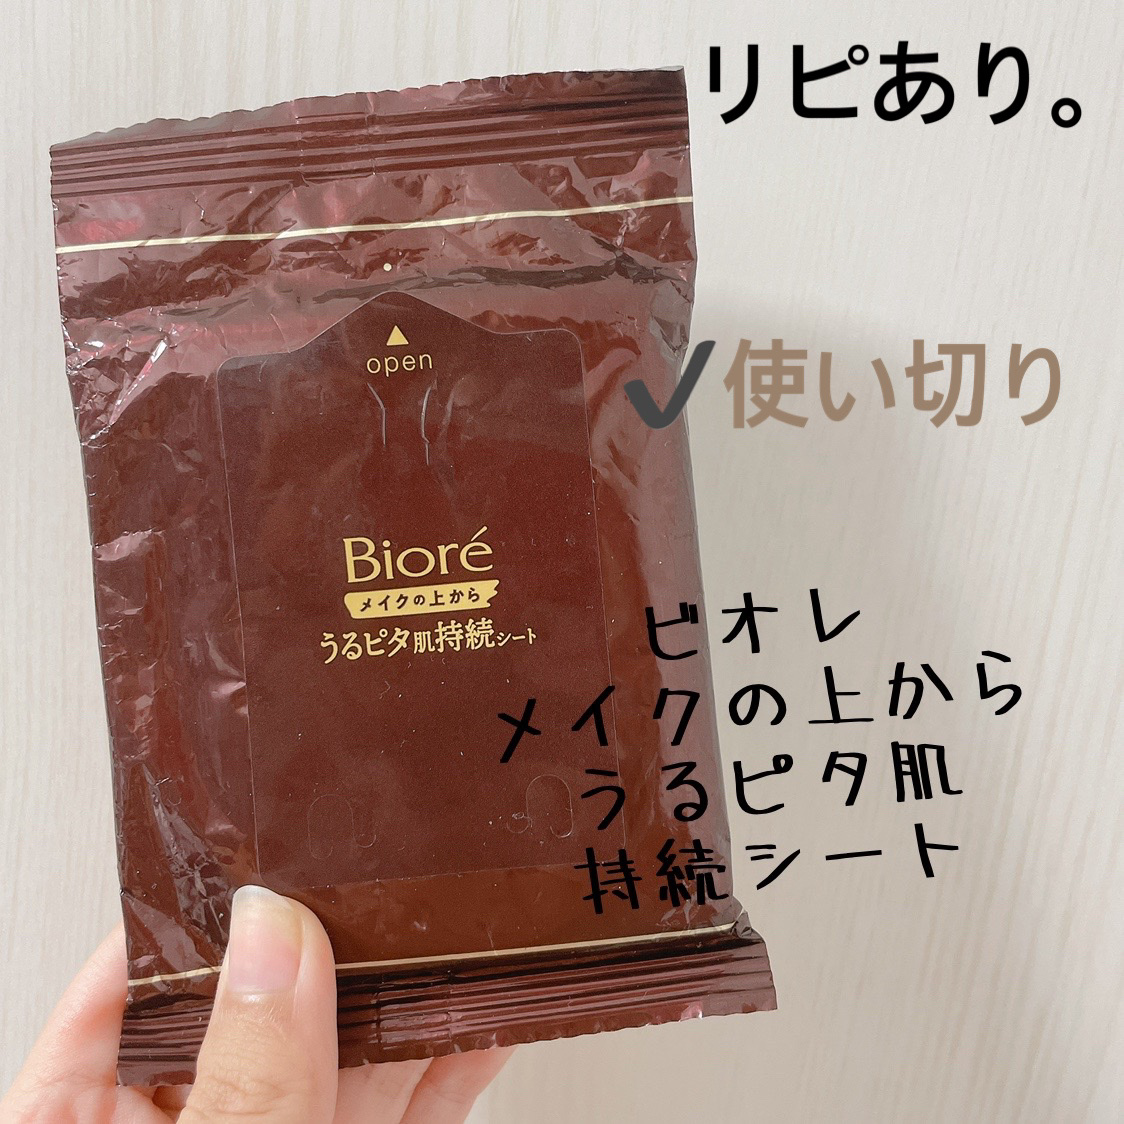 リピあり。
✓使い切り
open
Bioré
メイクの上から
うるピタ肌持続シート
ビオレ
メイクの上から
うるピタ肌
持続シート